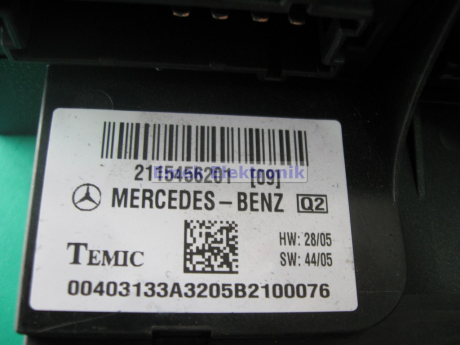 2115456201 [09]
MERCEDES-BENZ Q2
TEMIC
HW: 28/05
SW: 44/05
00403133A3205B2100076